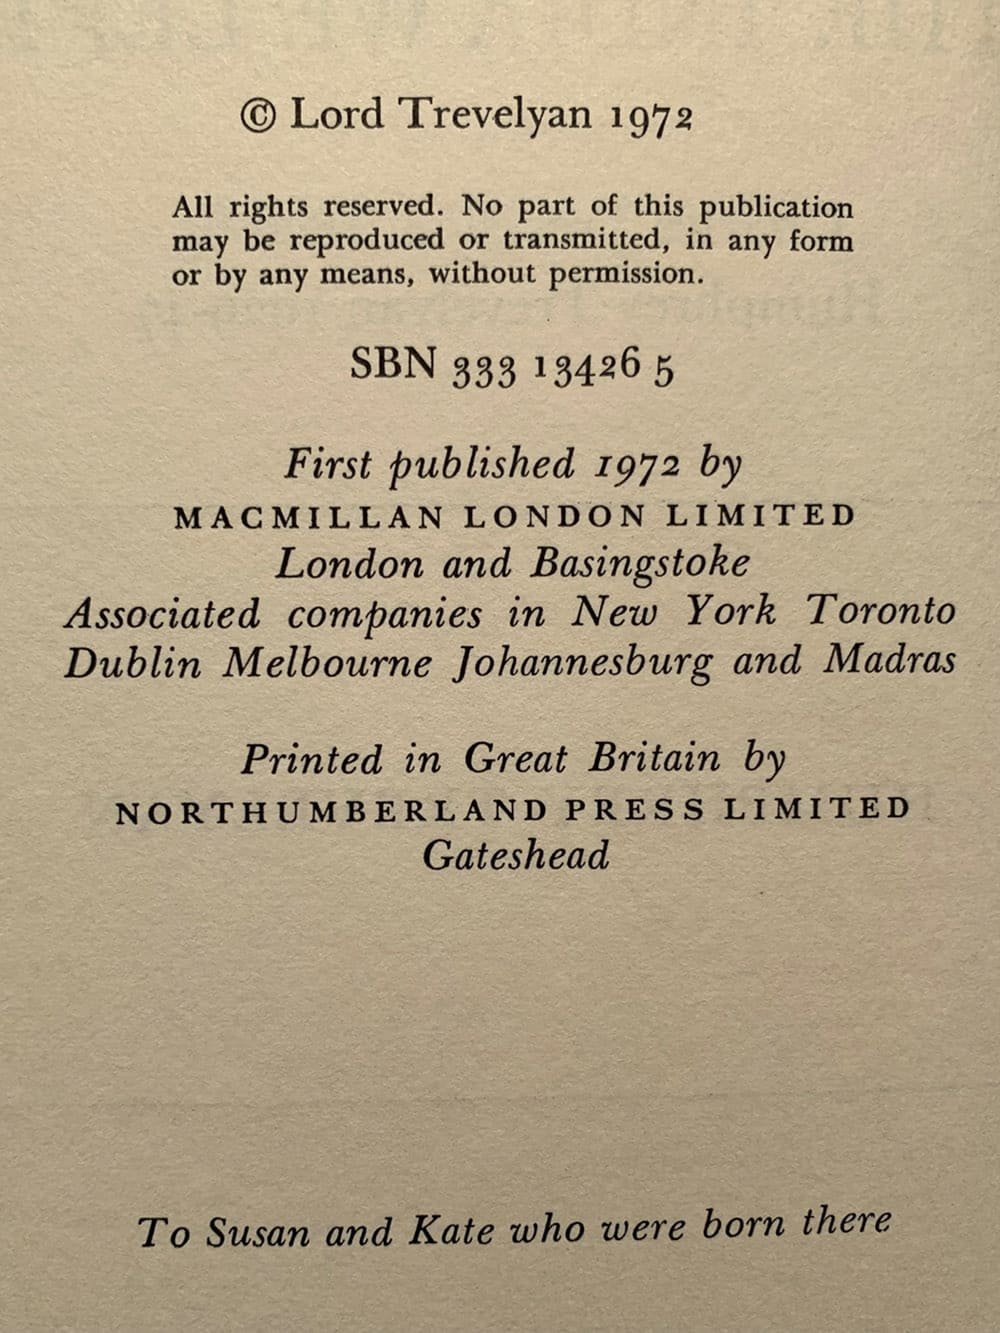 © Lord Trevelyan 1972
All rights reserved. No part of this publication
may be reproduced or transmitted, in any form
or by any means, without permission.
SBN 333 13426 5
First published 1972 by
MACMILLAN LONDON LIMITED
London and Basingstoke
Associated companies in New York Toronto
Dublin Melbourne Johannesburg and Madras
Printed in Great Britain by
NORTHUMBERLAND PRESS LIMITED
Gateshead
To Susan and Kate who were born there